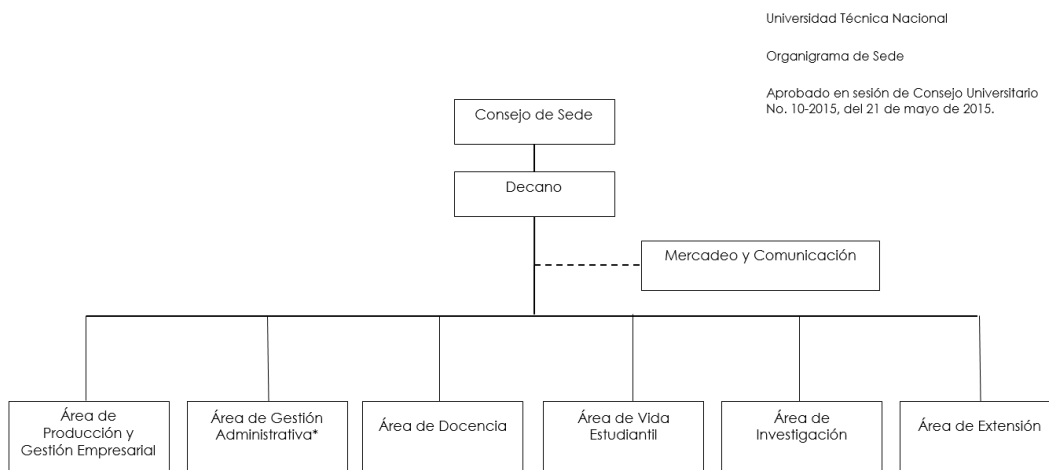 Universidad Técnica Nacional
Organigrama de Sede
Aprobado en sesión de Consejo Universitario
No. 10-2015, del 21 de mayo de 2015.
Consejo de Sede
Decano
Mercadeo y Comunicación
Área de
Producción y
Gestión Empresarial
Área de Gestión
Administrativa*
Área de Docencia
Área de Vida
Estudiantil
Área de
Investigación
Área de Extensión